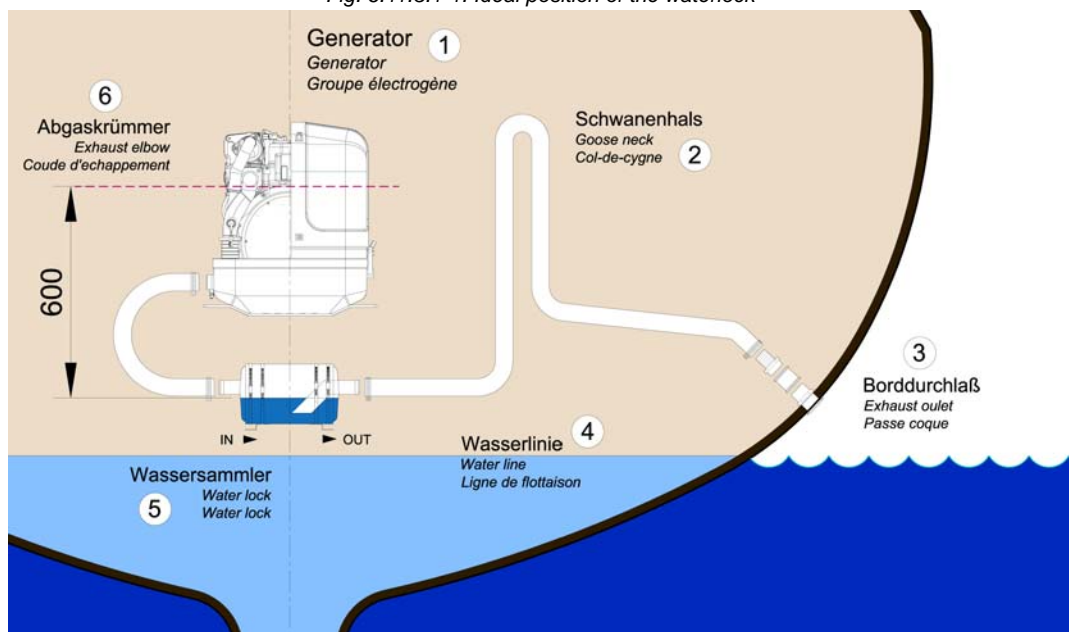 Generator
1
Generator
Groupe électrogène
6
Abgaskrümmer
Exhaust elbow
Coude d'echappement
Schwanenhals
Goose neck
Col-de-cygne
2
600
3
Borddurchlaß
Exhaust oulet
Passe coque
IN
OUT
Wasserlinie
4
Water line
Ligne de flottaison
Wassersammler
Water lock
Water lock
5